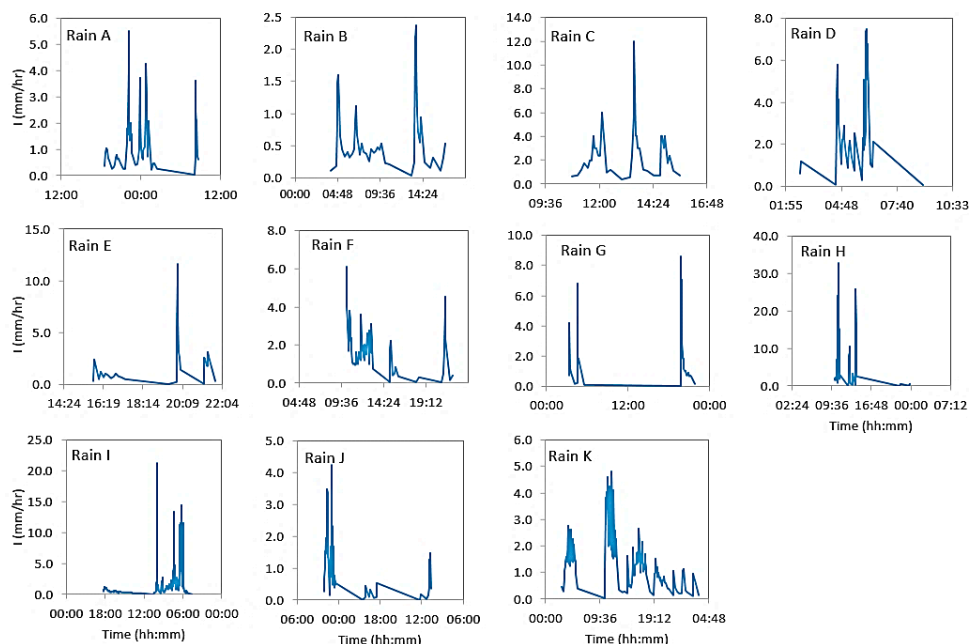 Rain A
I (mm/hr)
6.0
5.0
4.0
3.0
2.0
1.0
0.0
12:00 00:00 12:00
Rain B
2.5
2.0
1.5
1.0
0.5
0.0
00:00 04:48 09:36 14:24
Rain C
14.0
12.0
10.0
8.0
6.0
4.0
2.0
0.0
09:36 12:00 14:24 16:48
Rain D
8.0
6.0
4.0
2.0
0.0
01:55 04:48 07:40 10:33
Rain E
I (mm/hr)
15.0
10.0
5.0
0.0
14:24 16:19 18:14 20:09 22:04
Rain F
8.0
6.0
4.0
2.0
0.0
04:48 09:36 14:24 19:12
Rain G
10.0
8.0
6.0
4.0
2.0
0.0
00:00 12:00 00:00
Rain H
40.0
30.0
20.0
10.0
0.0
02:24 09:36 16:48 00:00 07:12
Time (hh:mm)
Rain I
I (mm/hr)
25.0
20.0
15.0
10.0
5.0
0.0
00:00 18:00 12:00 06:00 00:00
Time (hh:mm)
Rain J
5.0
4.0
3.0
2.0
1.0
0.0
06:00 00:00 18:00 12:00 06:00
Time (hh:mm)
Rain K
6.0
5.0
4.0
3.0
2.0
1.0
0.0
00:00 09:36 19:12 04:48
Time (hh:mm)